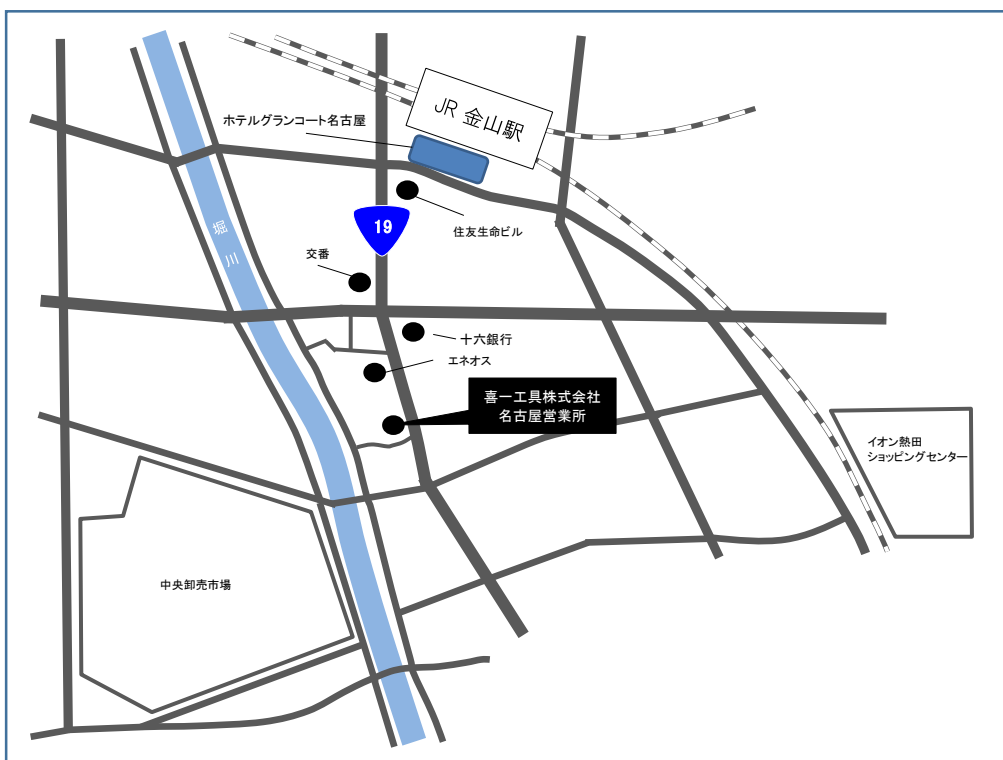 JR 金山駅
ホテルグランコート名古屋
19
住友生命ビル
堀川
交番
十六銀行
エネオス
喜一工具株式会社
名古屋営業所
イオン熱田
ショッピングセンター
中央卸売市場